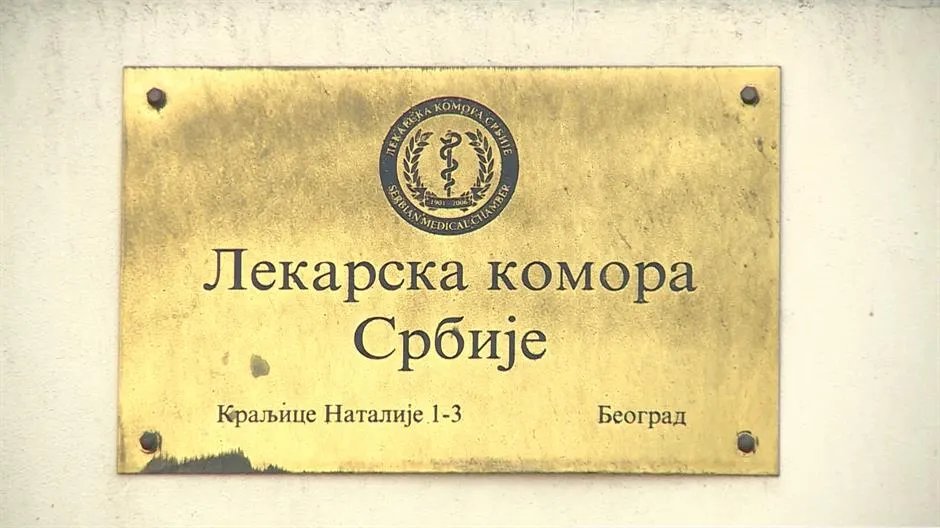 ЛЕКАРСКА КОМОРА СРБИЈЕ
1901 - 2006
SERBIAN MEDICAL CHAMBER
Лекарска комора
Србије
Краљице Наталије 1-3 Београд